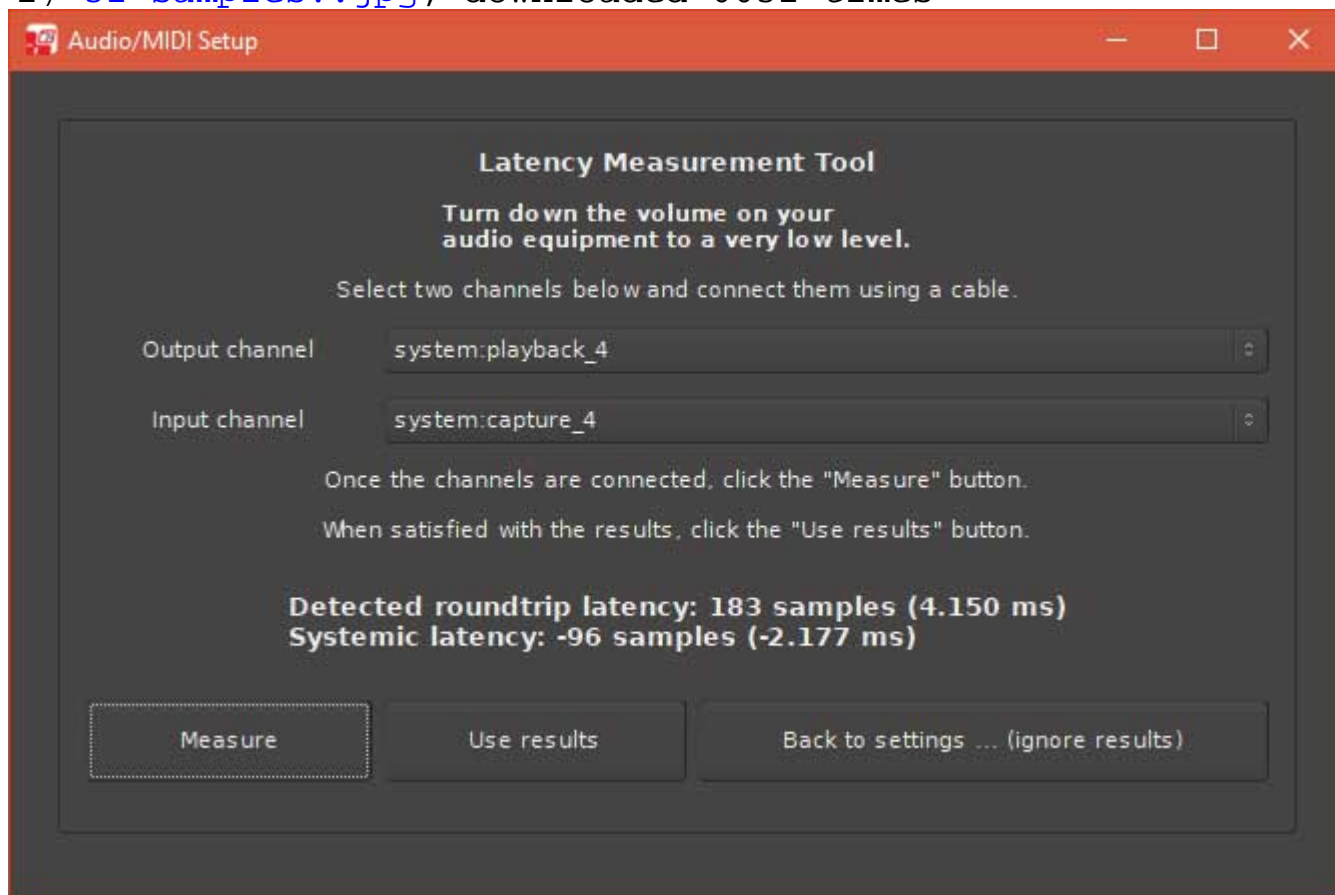 Audio/MIDI Setup
Latency Measurement Tool
Turn down the volume on your
audio equipment to a very low level.
Select two channels below and connect them using a cable.
Output channel system:playback_4
Input channel system:capture_4
Once the channels are connected, click the "Measure" button.
When satisfied with the results, click the "Use results" button.
Detected roundtrip latency: 183 samples (4.150 ms)
Systemic latency: -96 samples (-2.177 ms)
Measure Use results Back to settings ... (ignore results)